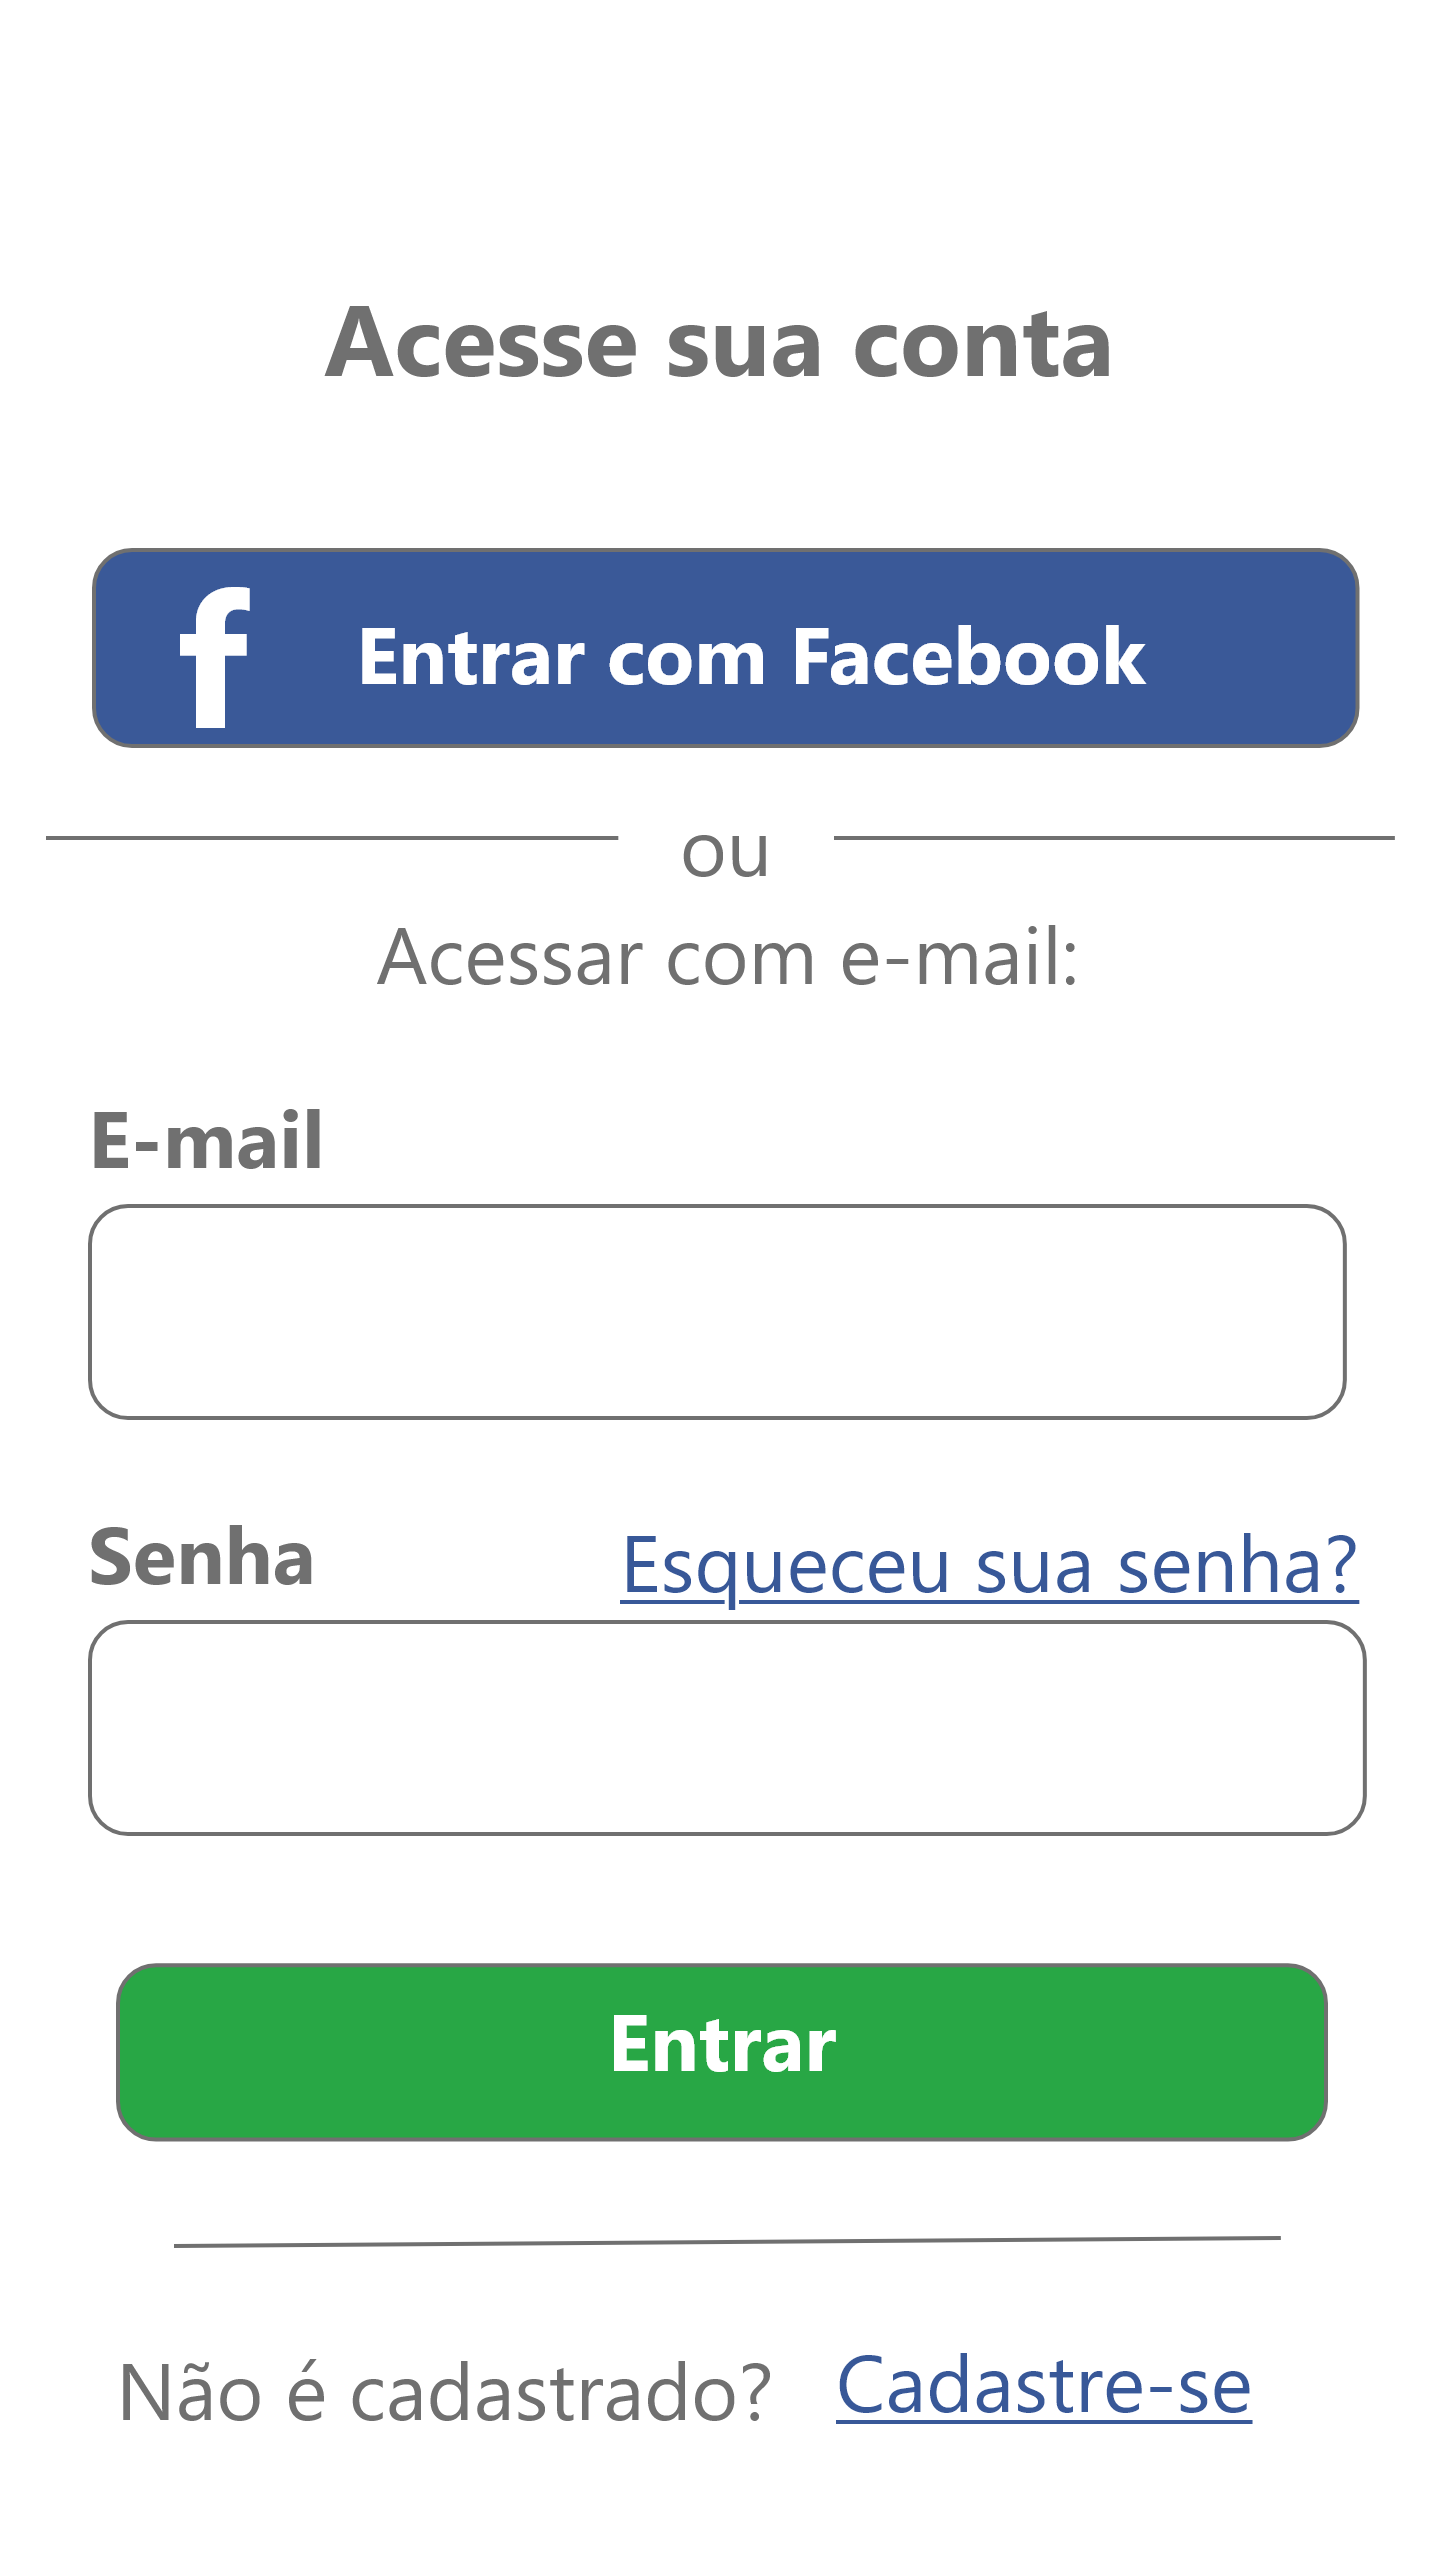 Acesse sua conta
f Entrar com Facebook
ou
Acessar com e-mail:
E-mail
Senha
Esqueceu sua senha?
Entrar
Não é cadastrado? Cadastre-se